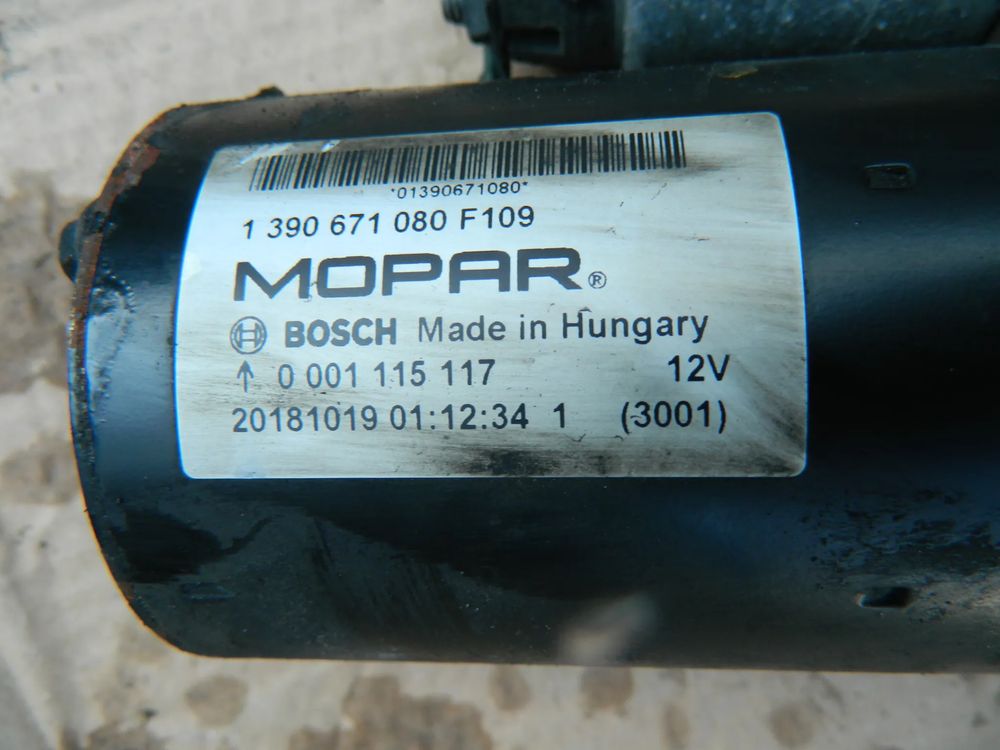 *01390671080*
1 390 671 080 F109
MOPAR®
BOSCH Made in Hungary
↑ 0 001 115 117 12V
20181019 01:12:34 1 (3001)